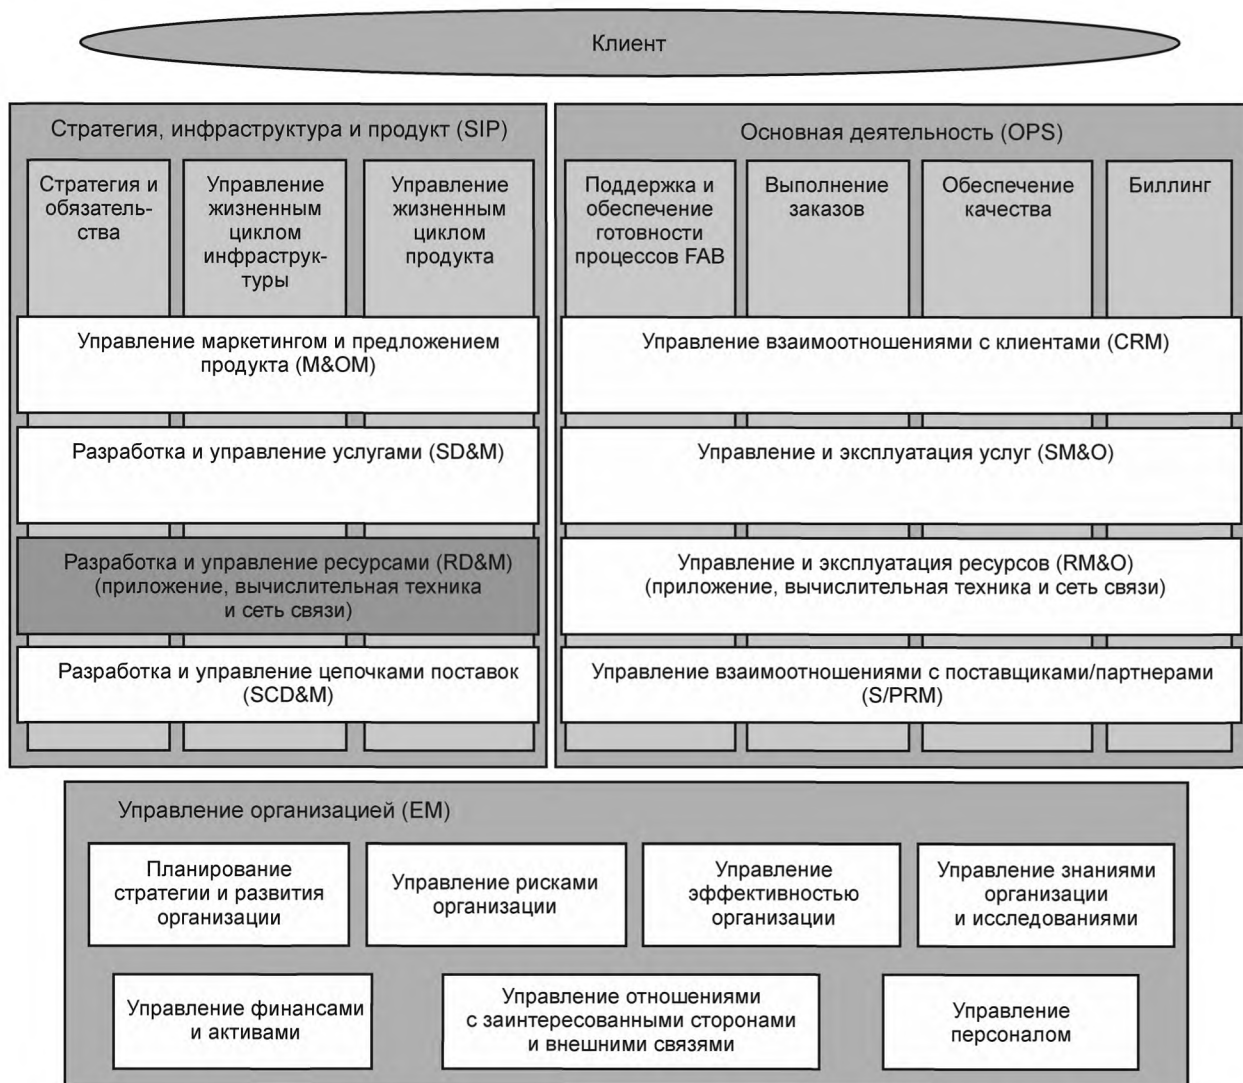 Клиент
Стратегия, инфраструктура и продукт (SIP)
Стратегия и
обязатель-
ства
Управление
жизненным
циклом
инфраструк-
туры
Управление
жизненным
циклом
продукта
Управление маркетингом и предложением
продукта (M&OM)
Разработка и управление услугами (SD&M)
Разработка и управление ресурсами (RD&M)
(приложение, вычислительная техника
и сеть связи)
Разработка и управление цепочками поставок
(SCD&M)
Основная деятельность (OPS)
Поддержка и
обеспечение
готовности
процессов FAB
Выполнение
заказов
Обеспечение
качества
Биллинг
Управление взаимоотношениями с клиентами (CRM)
Управление и эксплуатация услуг (SM&O)
Управление и эксплуатация ресурсов (RM&O)
(приложение, вычислительная техника и сеть связи)
Управление взаимоотношениями с поставщиками/партнерами
(S/PRM)
Управление организацией (EM)
Планирование
стратегии и развития
организации
Управление рисками
организации
Управление
эффективностью
организации
Управление знаниями
организации
и исследованиями
Управление финансами
и активами
Управление отношениями
с заинтересованными сторонами
и внешними связями
Управление
персоналом